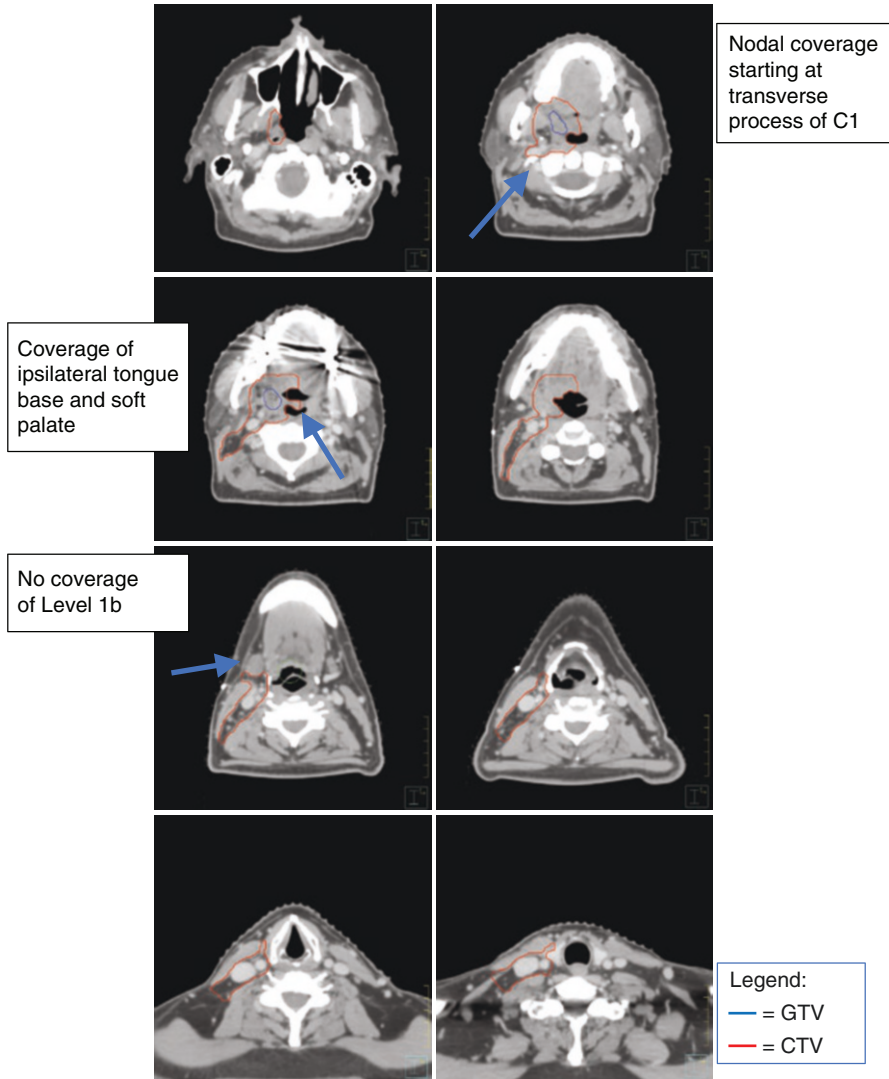 Nodal coverage
starting at
transverse
process of C1
Coverage of
ipsilateral tongue
base and soft
palate
No coverage
of Level 1b
Legend:
= GTV
= CTV